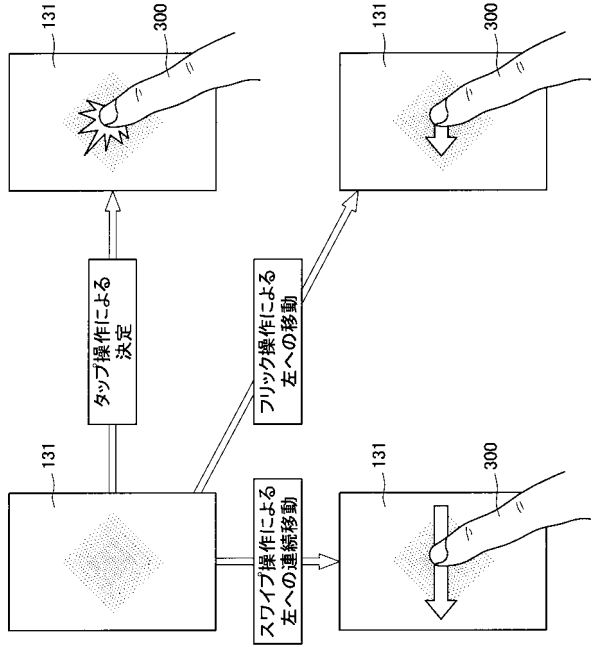 131
タップ操作による
決定
131
300
スワイプ操作による
左への連続移動
フリック操作による
左への移動
131
300
131
300